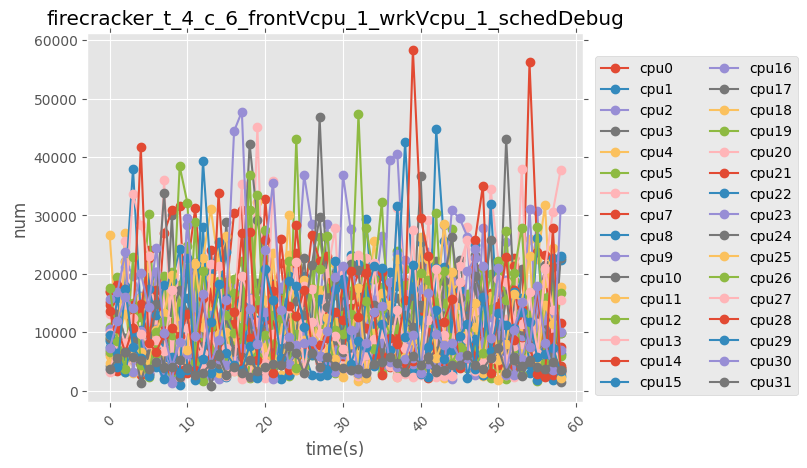 firecracker_t_4_c_6_frontVcpu_1_wrkVcpu_1_schedDebug
60000
50000
40000
30000
20000
10000
0
num
0
10
20
30
40
50
60
time(s)
cpu0
cpu1
cpu2
cpu3
cpu4
cpu5
cpu6
cpu7
cpu8
cpu9
cpu10
cpu11
cpu12
cpu13
cpu14
cpu15
cpu16
cpu17
cpu18
cpu19
cpu20
cpu21
cpu22
cpu23
cpu24
cpu25
cpu26
cpu27
cpu28
cpu29
cpu30
cpu31